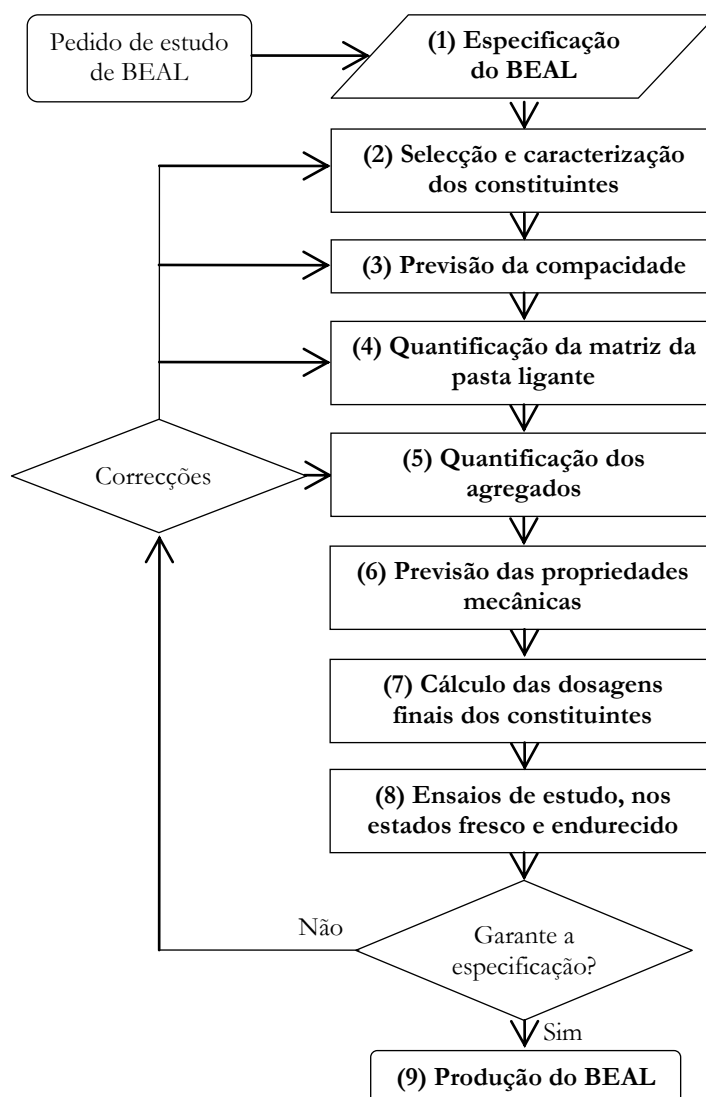 Pedido de estudo
de BEAL
(1) Especificação
do BEAL
(2) Selecção e caracterização
dos constituintes
(3) Previsão da compacidade
(4) Quantificação da matriz da
pasta ligante
Correcções
(5) Quantificação dos
agregados
(6) Previsão das propriedades
mecânicas
(7) Cálculo das dosagens
finais dos constituintes
(8) Ensaios de estudo, nos
estados fresco e endurecido
Não
Garante a
especificação?
Sim
(9) Produção do BEAL